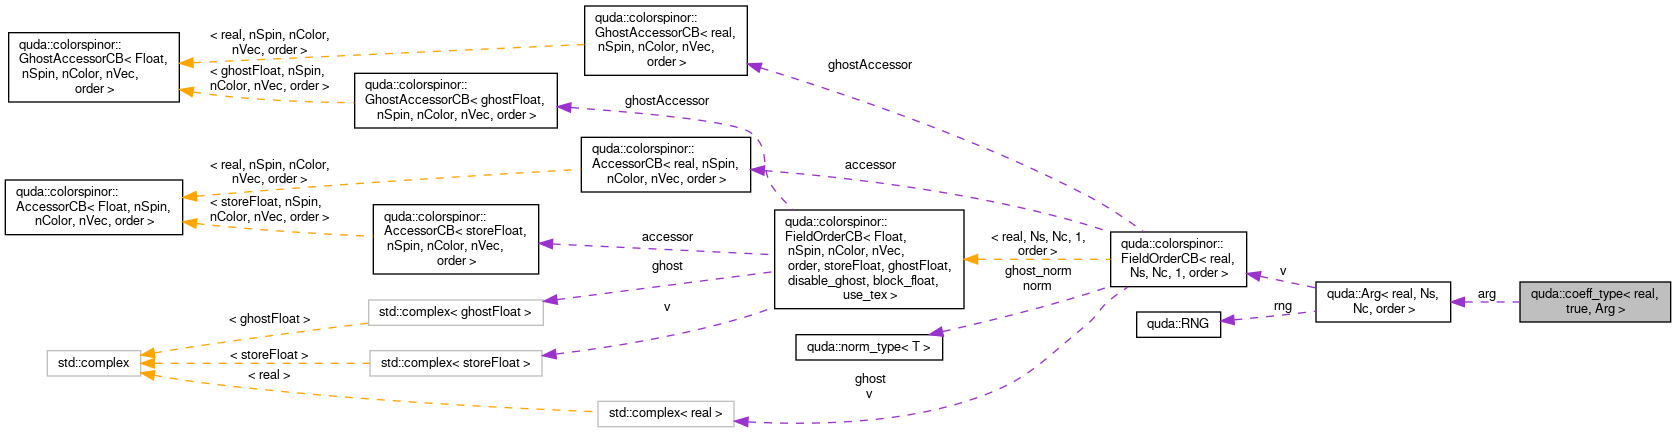 quda::colorspinor::
GhostAccessorCB< Float,
nSpin, nColor, nVec,
order >
< real, nSpin, nColor,
nVec, order >
< ghostFloat, nSpin,
nColor, nVec, order >
quda::colorspinor::
GhostAccessorCB< real,
nSpin, nColor, nVec,
order >
quda::colorspinor::
GhostAccessorCB< ghostFloat,
nSpin, nColor, nVec, order >
ghostAccessor
ghostAccessor
quda::colorspinor::
AccessorCB< Float, nSpin,
nColor, nVec, order >
< real, nSpin, nColor,
nVec, order >
< storeFloat, nSpin,
nColor, nVec, order >
quda::colorspinor::
AccessorCB< real, nSpin,
nColor, nVec, order >
accessor
quda::colorspinor::
AccessorCB< storeFloat,
nSpin, nColor, nVec,
order >
accessor
ghost
v
quda::colorspinor::
FieldOrderCB< Float,
nSpin, nColor, nVec,
order, storeFloat, ghostFloat,
disable_ghost, block_float,
use_tex >
< real, Ns, Nc, 1,
order >
ghost_norm
norm
quda::colorspinor::
FieldOrderCB< real,
Ns, Nc, 1, order >
v
rng
quda::Arg< real, Ns,
Nc, order >
arg
quda::coeff_type< real,
true, Arg >
quda::RNG
quda::norm_type< T >
std::complex< ghostFloat >
< ghostFloat >
std::complex
< storeFloat >
std::complex< storeFloat >
< real >
std::complex< real >
ghost
v